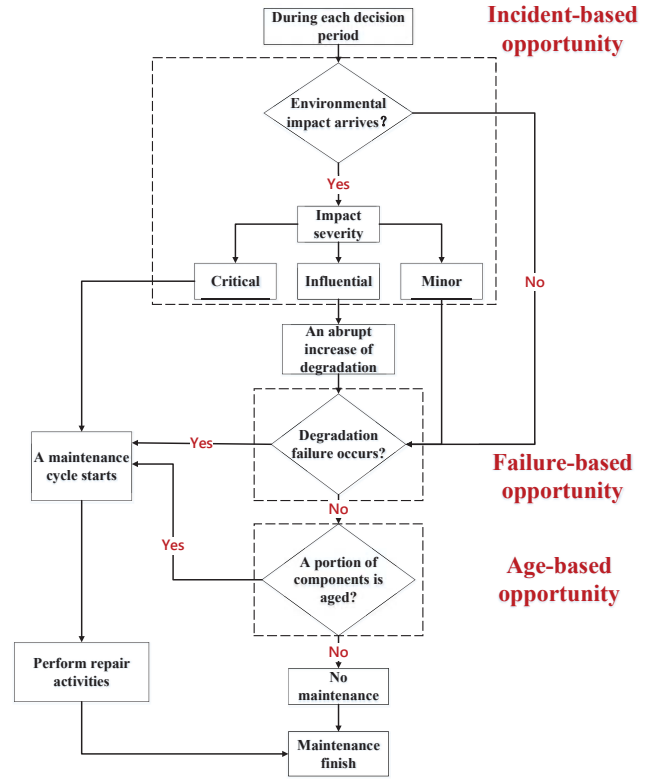 During each decision
period
Incident-based
opportunity
Environmental
impact arrives?
Yes
Impact
severity
Critical
Influential
Minor
No
An abrupt
increase of
degradation
Yes
Degradation
failure occurs?
A maintenance
cycle starts
Failure-based
opportunity
No
Yes
A portion of
components is
aged?
Age-based
opportunity
No
Perform repair
activities
No
maintenance
Maintenance
finish